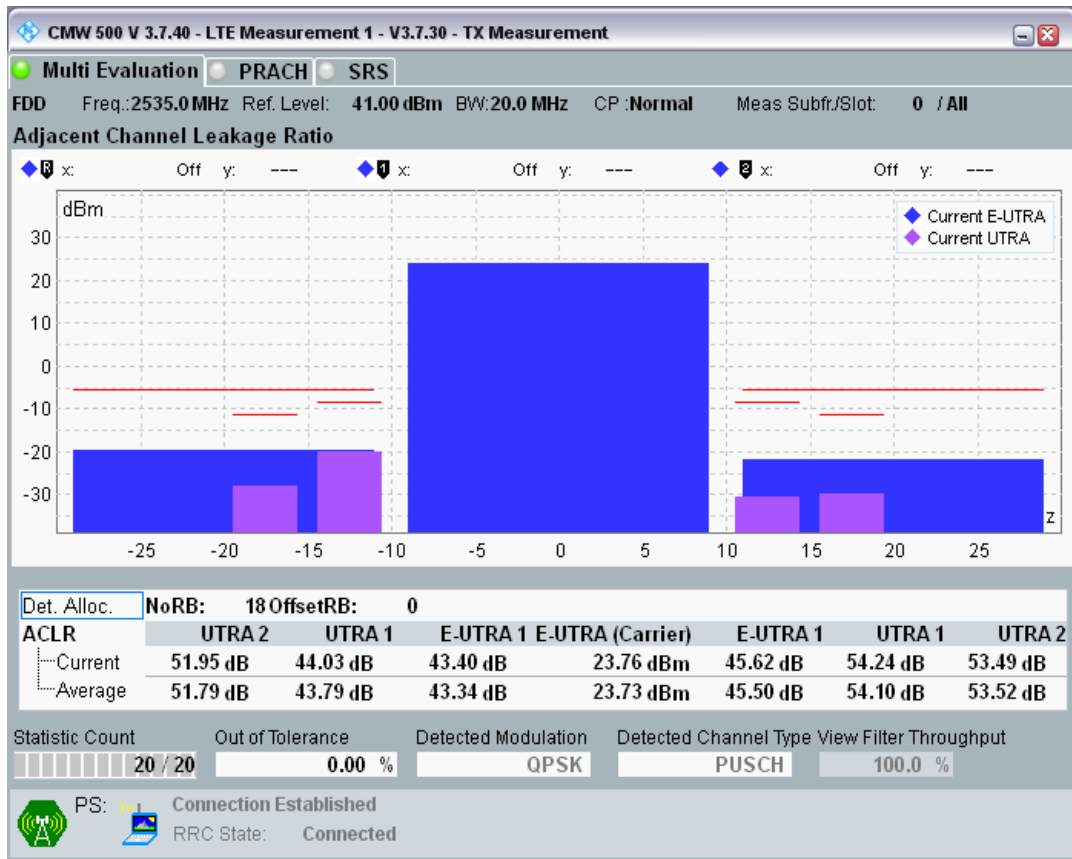 CMW 500 V 3.7.40 - LTE Measurement 1 - V3.7.30 - TX Measurement
Multi Evaluation PRACH SRS
FDD Freq.:2535.0 MHz Ref. Level: 41.00 dBm BW:20.0 MHz CP :Normal Meas Subfr./Slot: 0 / All
Adjacent Channel Leakage Ratio
R x: Off y: --- 1 x: Off y: --- 2 x: Off y: ---
dBm
Current E-UTRA
Current UTRA
30
20
10
0
-10
-20
-30
z
-25 -20 -15 -10 -5 0 5 10 15 20 25
Det. Alloc. NoRB: 18 OffsetRB: 0
ACLR UTRA 2 UTRA 1 E-UTRA 1 E-UTRA (Carrier) E-UTRA 1 UTRA 1 UTRA 2
Current 51.95 dB 44.03 dB 43.40 dB 23.76 dBm 45.62 dB 54.24 dB 53.49 dB
Average 51.79 dB 43.79 dB 43.34 dB 23.73 dBm 45.50 dB 54.10 dB 53.52 dB
Statistic Count Out of Tolerance Detected Modulation Detected Channel Type View Filter Throughput
20 / 20 0.00 % QPSK PUSCH 100.0 %
PS: Connection Established
RRC State: Connected